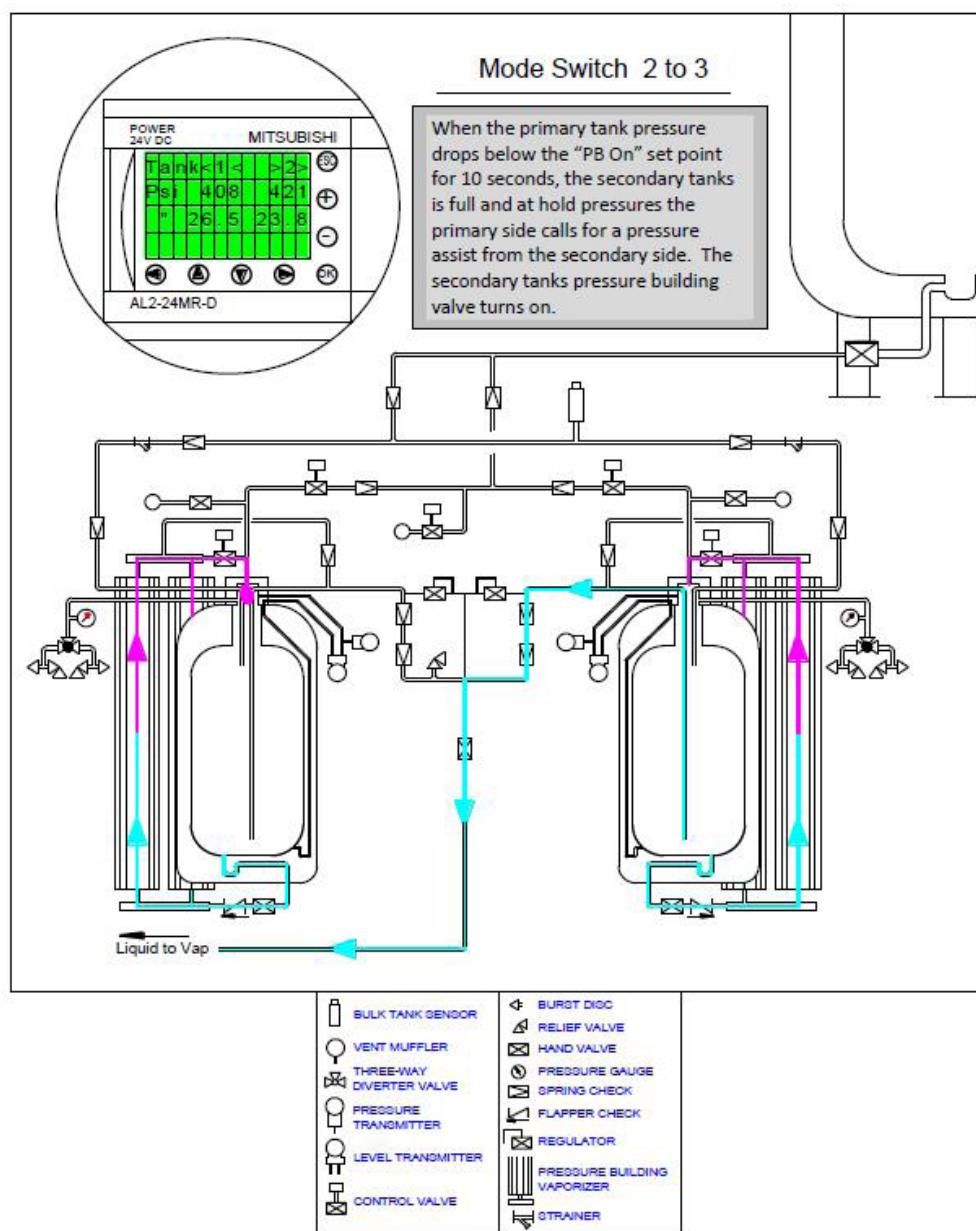 Mode Switch 2 to 3
POWER
24V DC
MITSUBISHI
Tank<1< >2>
Psi 408 421
" 26.5 23.8
ESC
+
-
OK
AL2-24MR-D
When the primary tank pressure
drops below the “PB On” set point
for 10 seconds, the secondary tanks
is full and at hold pressures the
primary side calls for a pressure
assist from the secondary side. The
secondary tanks pressure building
valve turns on.
Liquid to Vap
BULK TANK SENSOR
VENT MUFFLER
THREE-WAY
DIVERTER VALVE
PRESSURE
TRANSMITTER
LEVEL TRANSMITTER
CONTROL VALVE
BURST DISC
RELIEF VALVE
HAND VALVE
PRESSURE GAUGE
SPRING CHECK
FLAPPER CHECK
REGULATOR
PRESSURE BUILDING
VAPORIZER
STRAINER